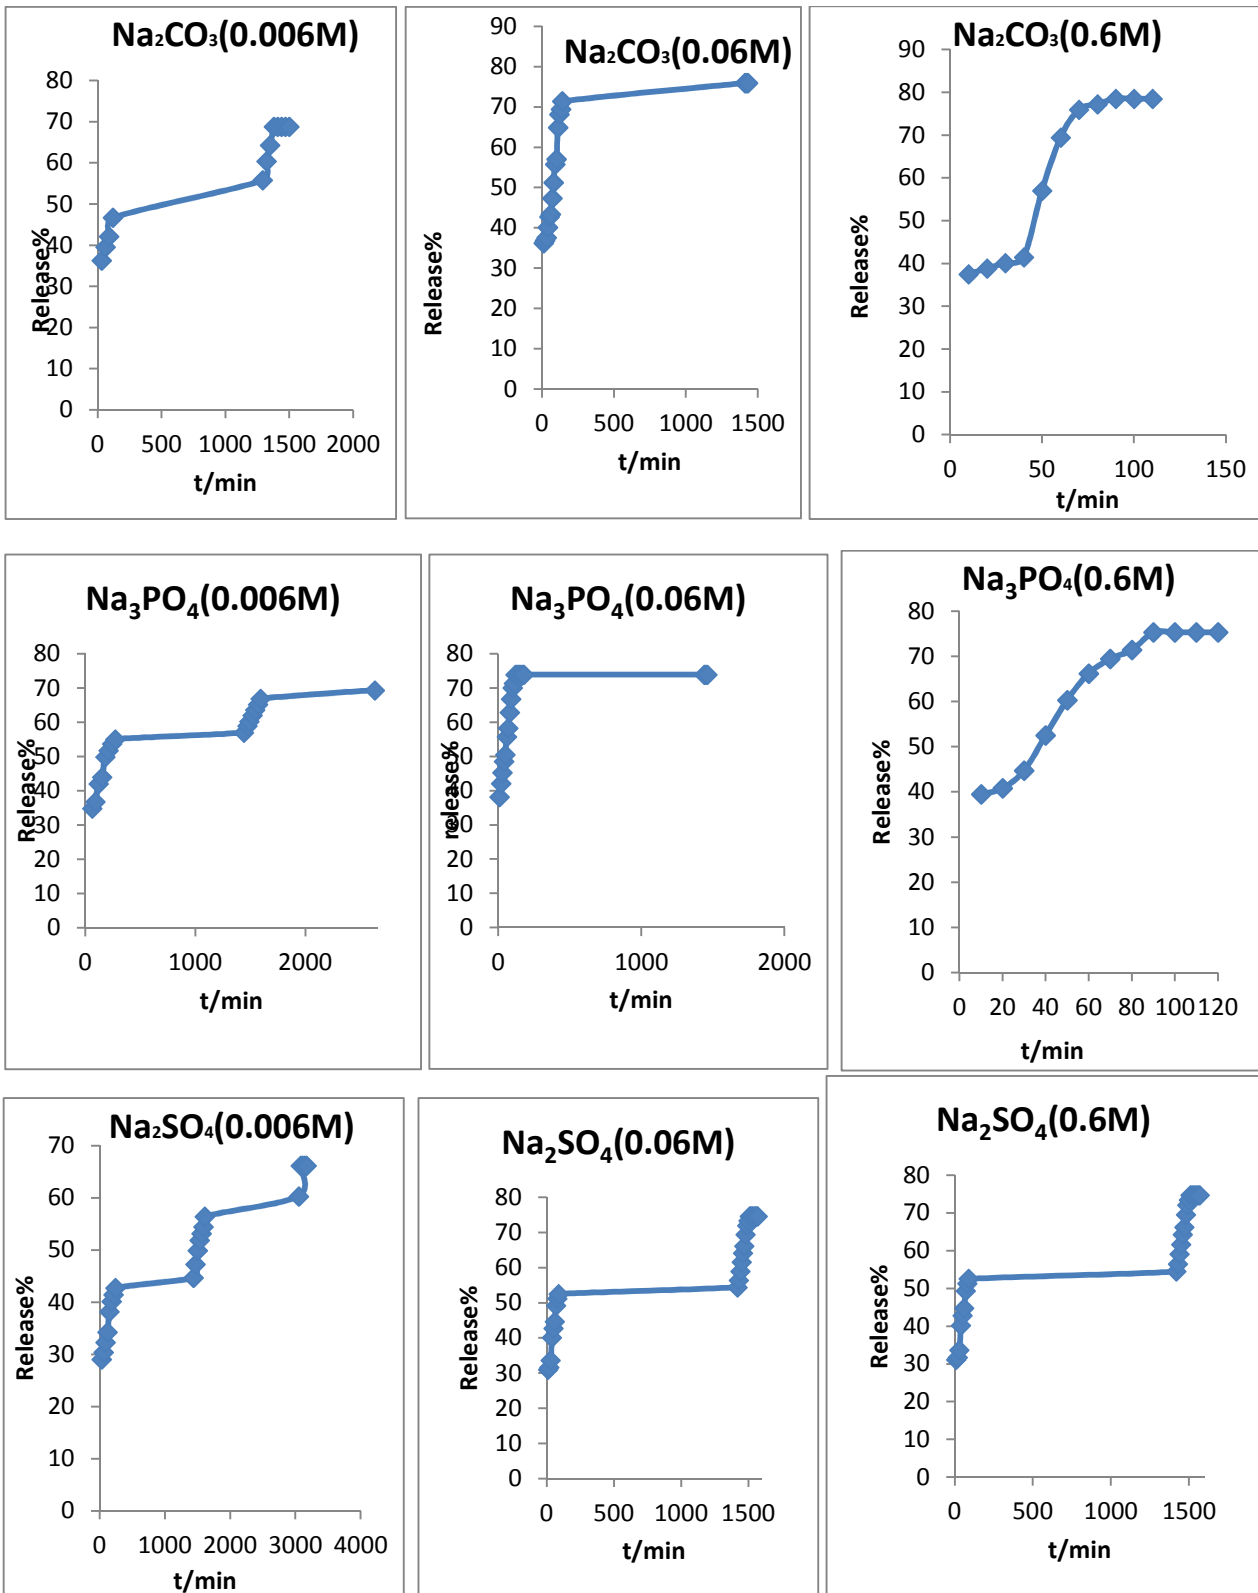 Na₂CO₃(0.006M)
80
70
60
50
40
30
20
10
0
Release%
0 500 1000 1500 2000
t/min
Na₂CO₃(0.06M)
90
80
70
60
50
40
30
20
10
0
Release%
0 500 1000 1500
t/min
Na₂CO₃(0.6M)
90
80
70
60
50
40
30
20
10
0
Release%
0 50 100 150
t/min
Na₃PO₄(0.006M)
80
70
60
50
40
30
20
10
0
Release%
0 1000 2000
t/min
Na₃PO₄(0.06M)
80
70
60
50
40
30
20
10
0
release%
0 1000 2000
t/min
Na₃PO₄(0.6M)
80
70
60
50
40
30
20
10
0
Release%
0 20 40 60 80 100 120
t/min
Na₂SO₄(0.006M)
70
60
50
40
30
20
10
0
Release%
0 1000 2000 3000 4000
t/min
Na₂SO₄(0.06M)
80
70
60
50
40
30
20
10
0
Release%
0 500 1000 1500
t/min
Na₂SO₄(0.6M)
80
70
60
50
40
30
20
10
0
Release%
0 500 1000 1500
t/min